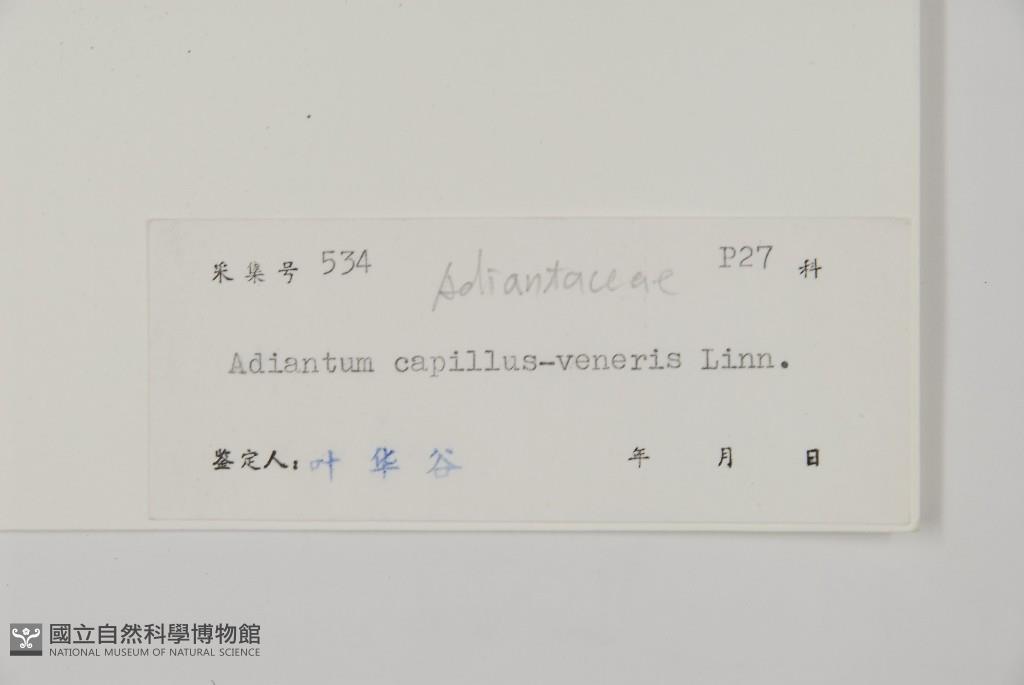 采集号 534 Adiantaceae P27 科
Adiantum capillus-veneris Linn.
鉴定人: 叶华谷 年 月 日
國立自然科學博物館
NATIONAL MUSEUM OF NATURAL SCIENCE